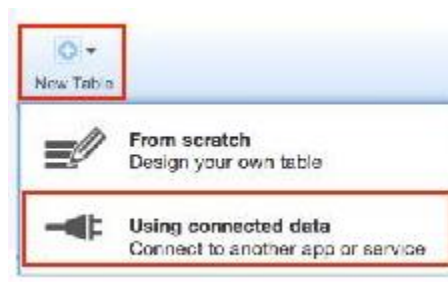 New Table
From scratch
Design your own table
Using connected data
Connect to another app or service